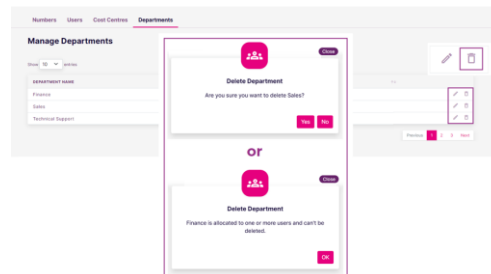 Numbers Users Cost Centres Departments
Manage Departments
Show 10 entries
DEPARTMENT NAME
Finance
Sales
Technical Support
Previous 1 2 3 Next
Close
Delete Department
Are you sure you want to delete Sales?
Yes No
or
Close
Delete Department
Finance is allocated to one or more users and can't be
deleted.
OK